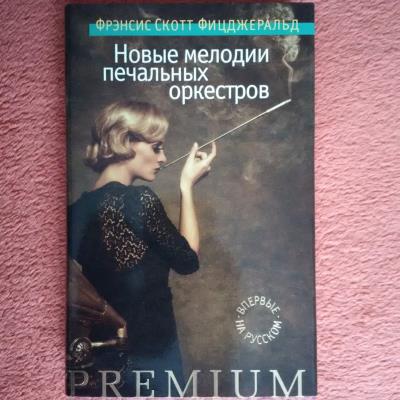 Фрэнсис Скотт Фицджеральд
Новые мелодии
печальных
оркестров
· ВПЕРВЫЕ ·
НА РУССКОМ
PREMIUM